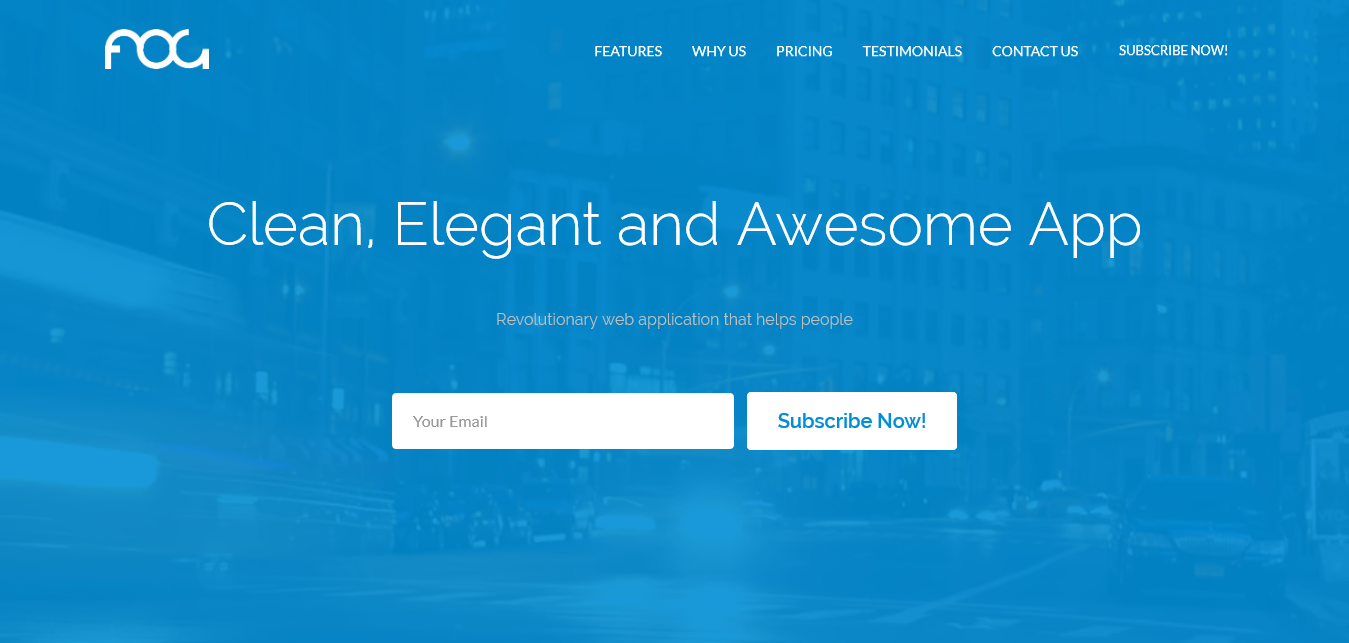 FOG
FEATURES WHY US PRICING TESTIMONIALS CONTACT US SUBSCRIBE NOW!
Clean, Elegant and Awesome App
Revolutionary web application that helps people
Your Email Subscribe Now!